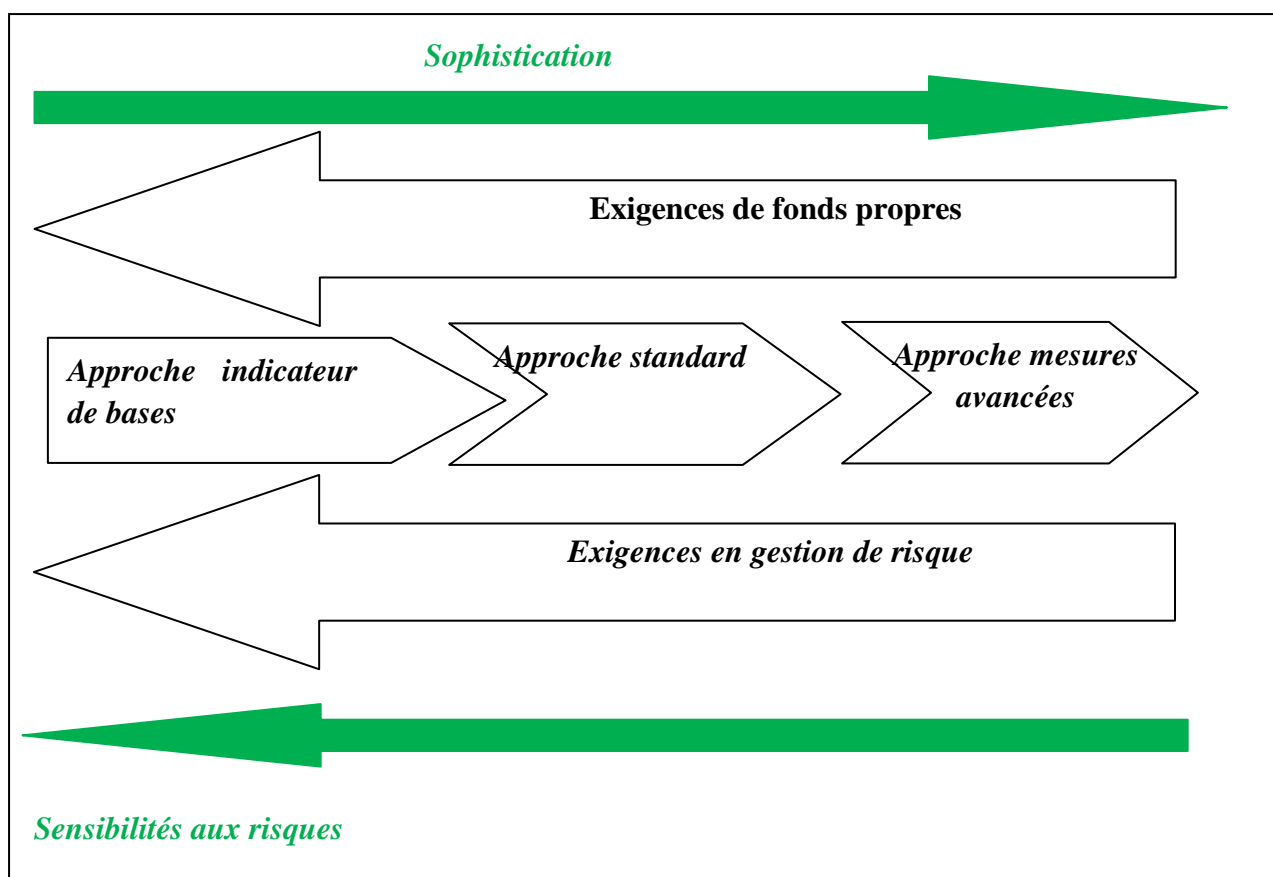 Sophistication
Exigences de fonds propres
Approche indicateur
de bases
Approche standard
Approche mesures
avancées
Exigences en gestion de risque
Sensibilités aux risques